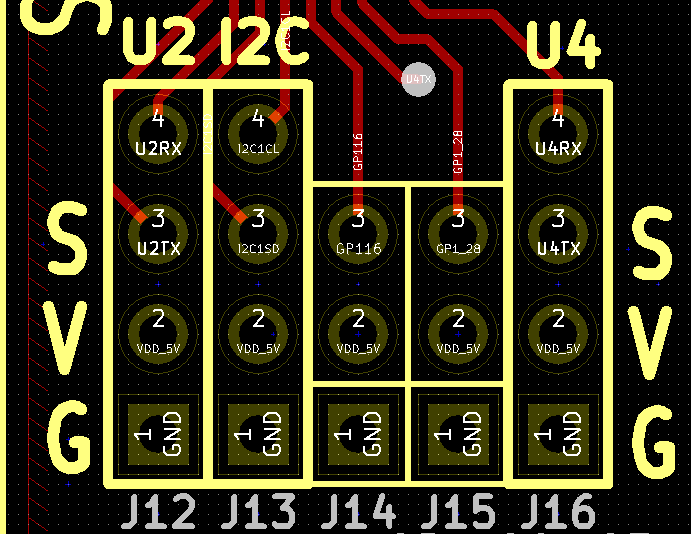 S
U2 I2C U4
U4TX
4 4 4
U2RX I2C1CL GP116 GP1_28 U4RX
S 3 3 3 3 3 S
U2TX I2C1SD GP116 GP1_28 U4TX
V 2 2 2 2 2 V
VDD_5V VDD_5V VDD_5V VDD_5V VDD_5V
G 1 GND 1 GND 1 GND 1 GND 1 GND G
J12 J13 J14 J15 J16